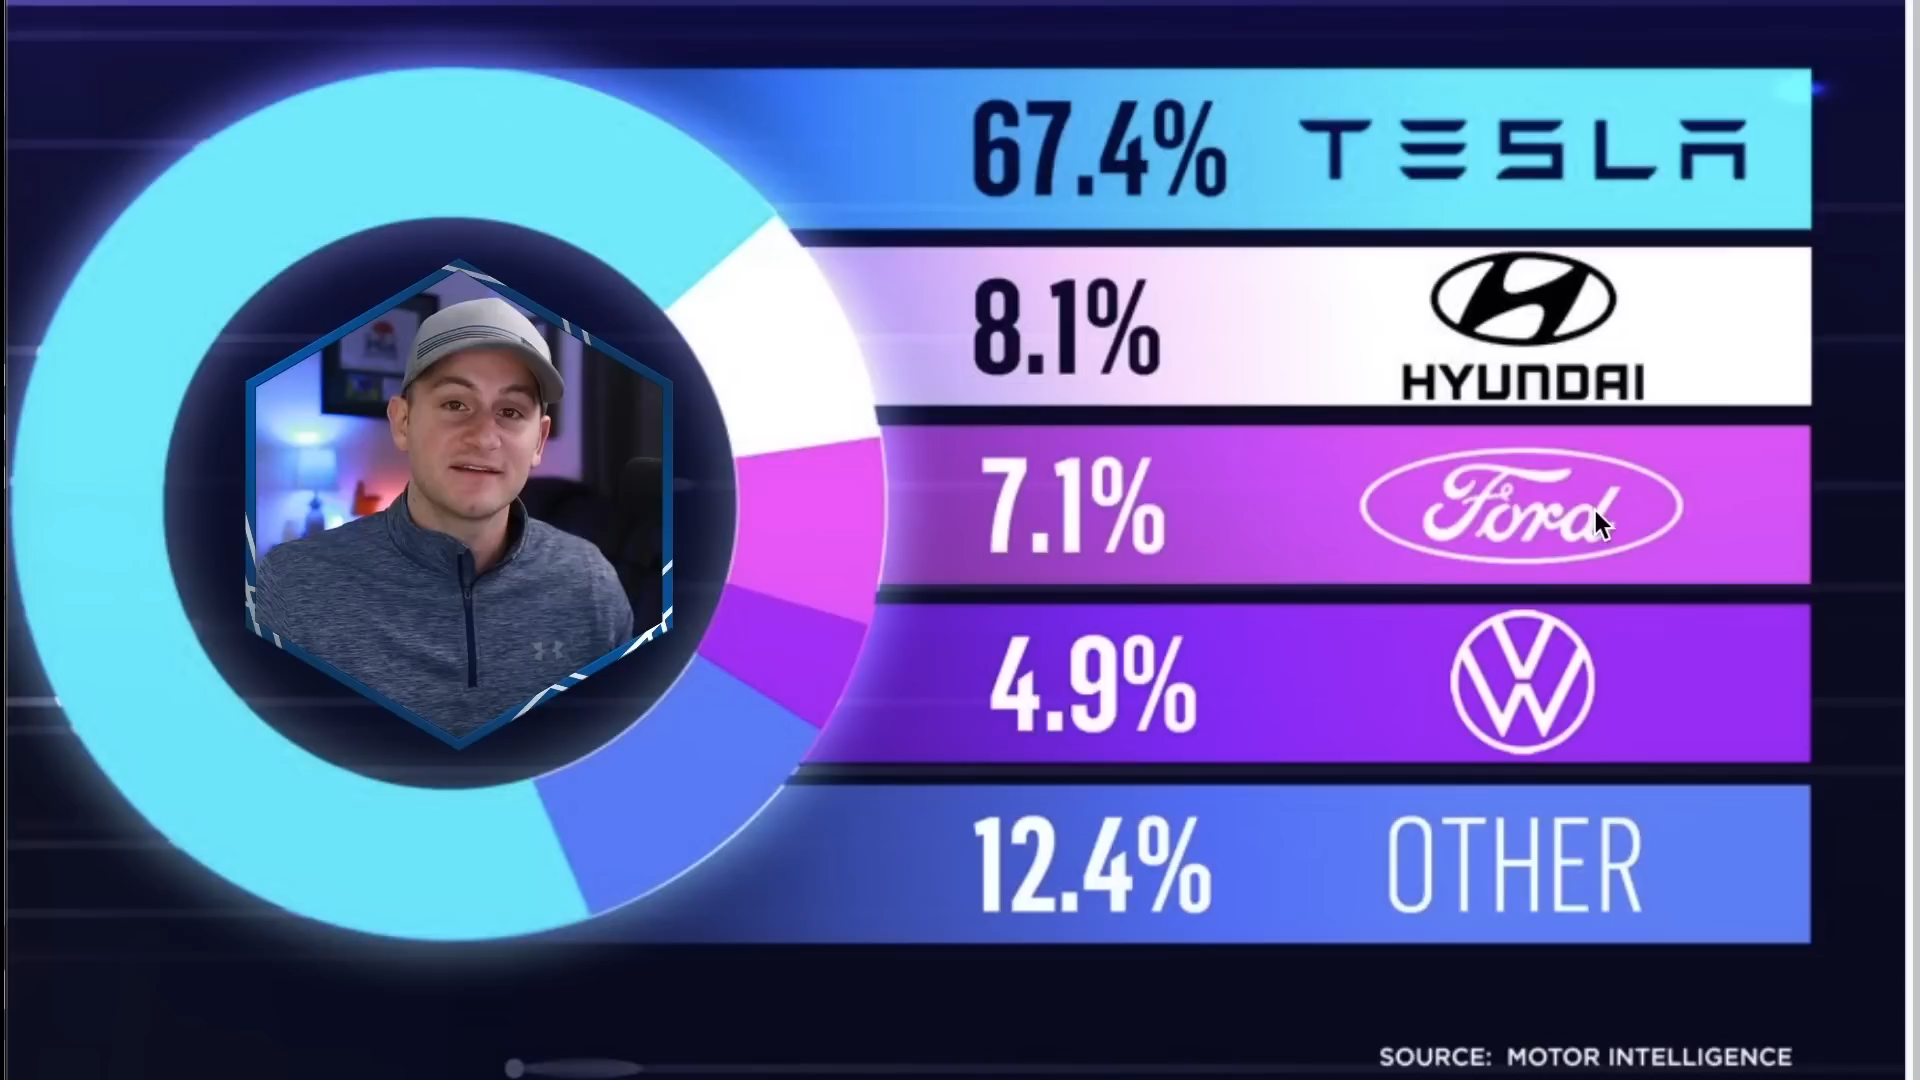 67.4% TESLA
8.1% HYUNDAI
7.1% Ford
4.9%
12.4% OTHER
SOURCE: MOTOR INTELLIGENCE